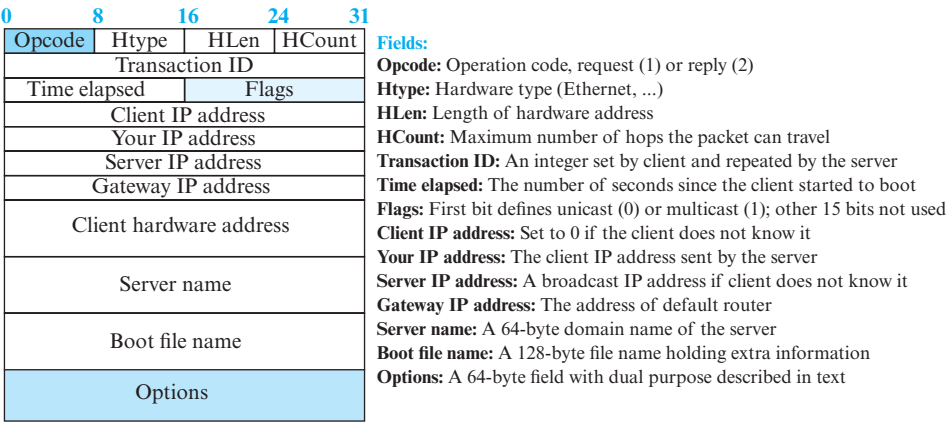 0 8 16 24 31
Opcode Htype HLen HCount
Transaction ID
Time elapsed Flags
Client IP address
Your IP address
Server IP address
Gateway IP address
Client hardware address
Server name
Boot file name
Options
Fields:
Opcode: Operation code, request (1) or reply (2)
Htype: Hardware type (Ethernet, ...)
HLen: Length of hardware address
HCount: Maximum number of hops the packet can travel
Transaction ID: An integer set by client and repeated by the server
Time elapsed: The number of seconds since the client started to boot
Flags: First bit defines unicast (0) or multicast (1); other 15 bits not used
Client IP address: Set to 0 if the client does not know it
Your IP address: The client IP address sent by the server
Server IP address: A broadcast IP address if client does not know it
Gateway IP address: The address of default router
Server name: A 64-byte domain name of the server
Boot file name: A 128-byte file name holding extra information
Options: A 64-byte field with dual purpose described in text